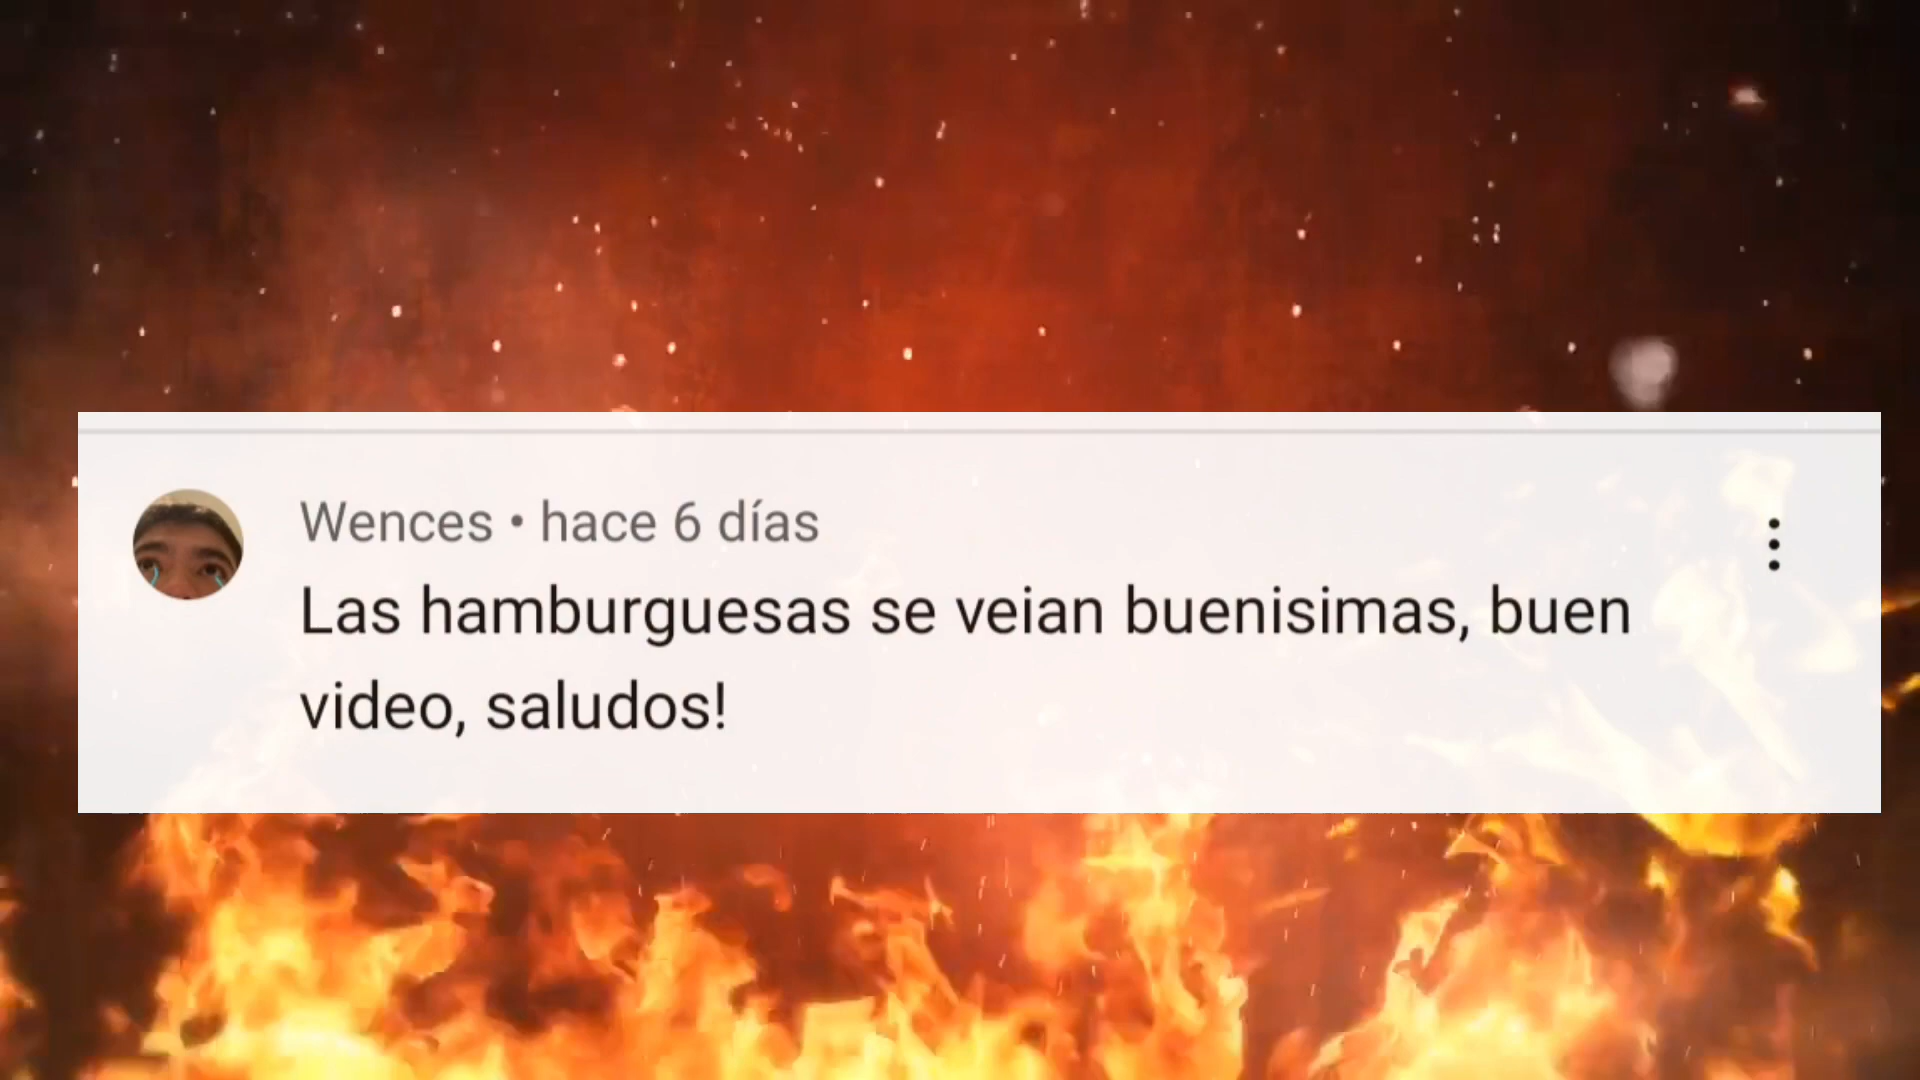 Wences • hace 6 días
Las hamburguesas se veian buenisimas, buen
video, saludos!